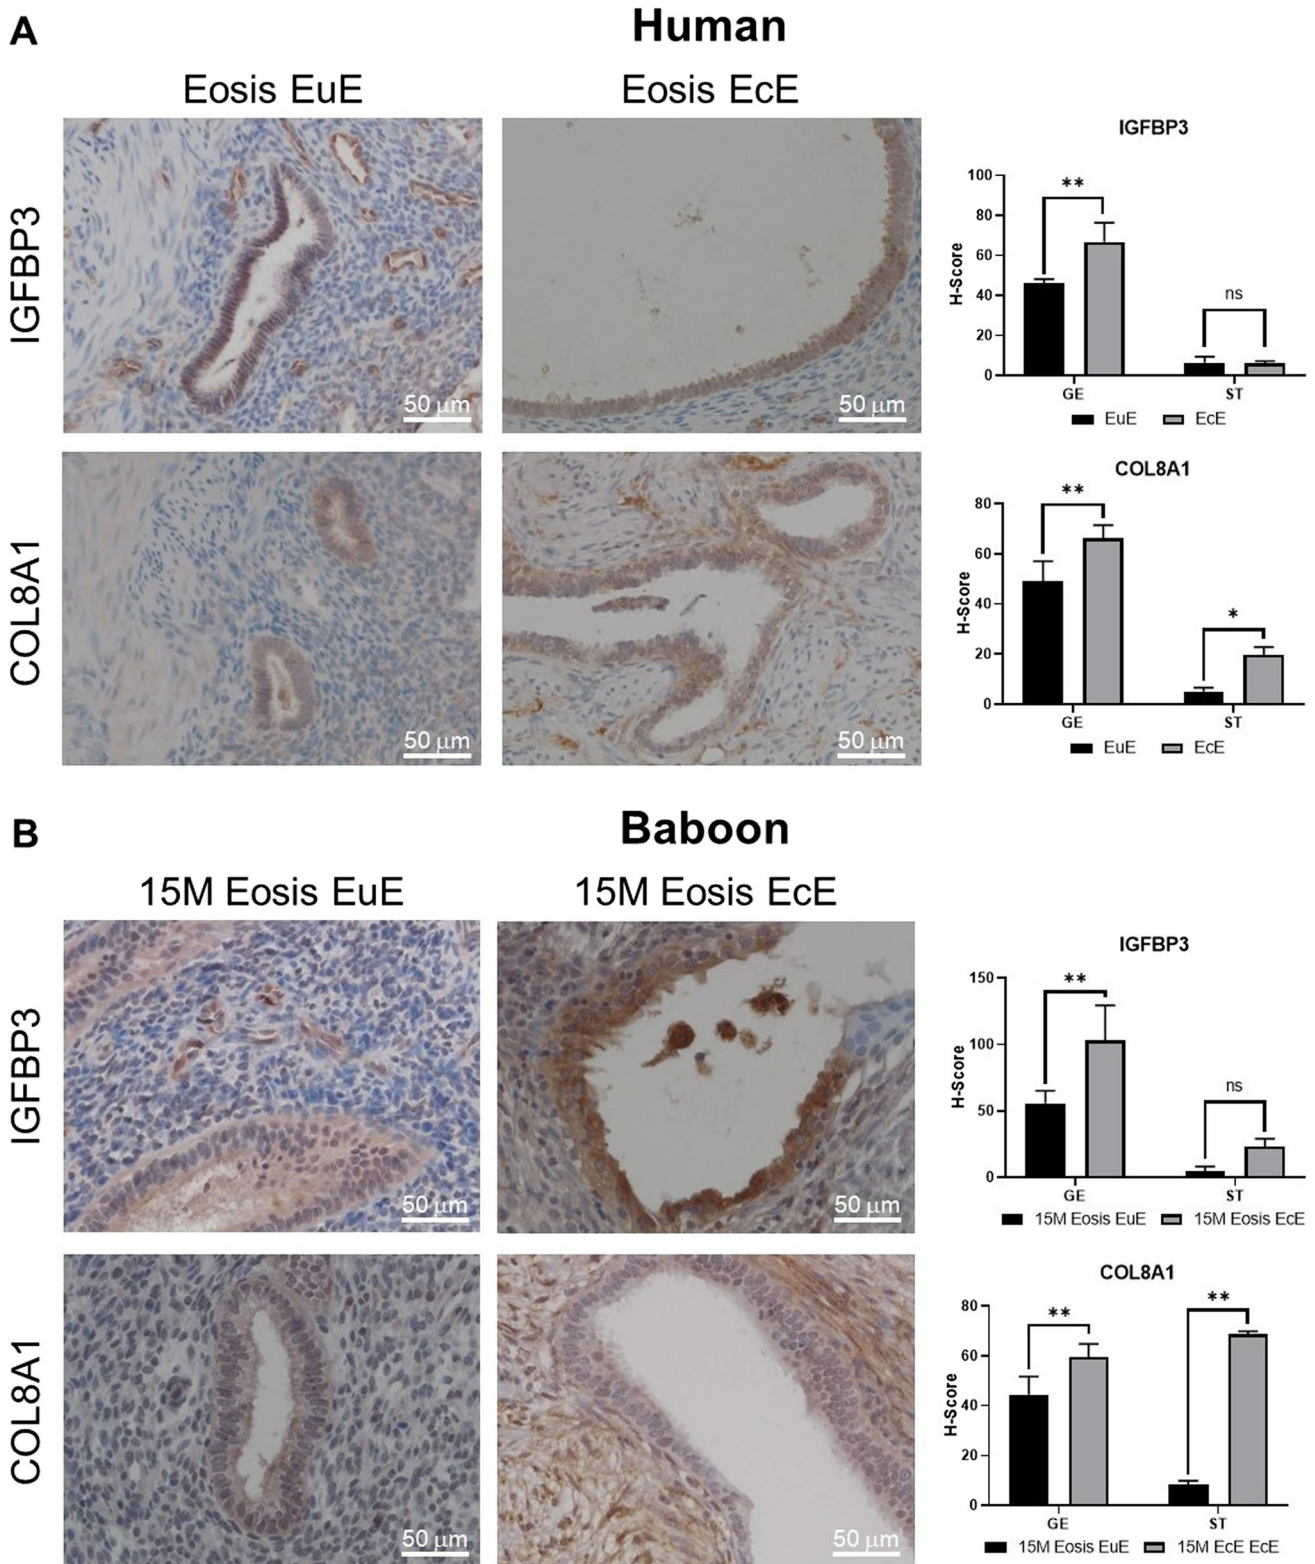 A
Human
Eosis EuE
Eosis EcE
IGFBP3
50 µm
50 µm
IGFBP3
H-Score
100
80
60
40
20
0
**
ns
GE
ST
EuE
EcE
COL8A1
50 µm
50 µm
COL8A1
H-Score
80
60
40
20
0
**
*
GE
ST
EuE
EcE
B
Baboon
15M Eosis EuE
15M Eosis EcE
IGFBP3
50 µm
50 µm
IGFBP3
H-Score
150
100
50
0
**
ns
GE
ST
15M Eosis EuE
15M Eosis EcE
COL8A1
50 µm
50 µm
COL8A1
H-Score
80
60
40
20
0
**
**
GE
ST
15M Eosis EuE
15M EcE EcE